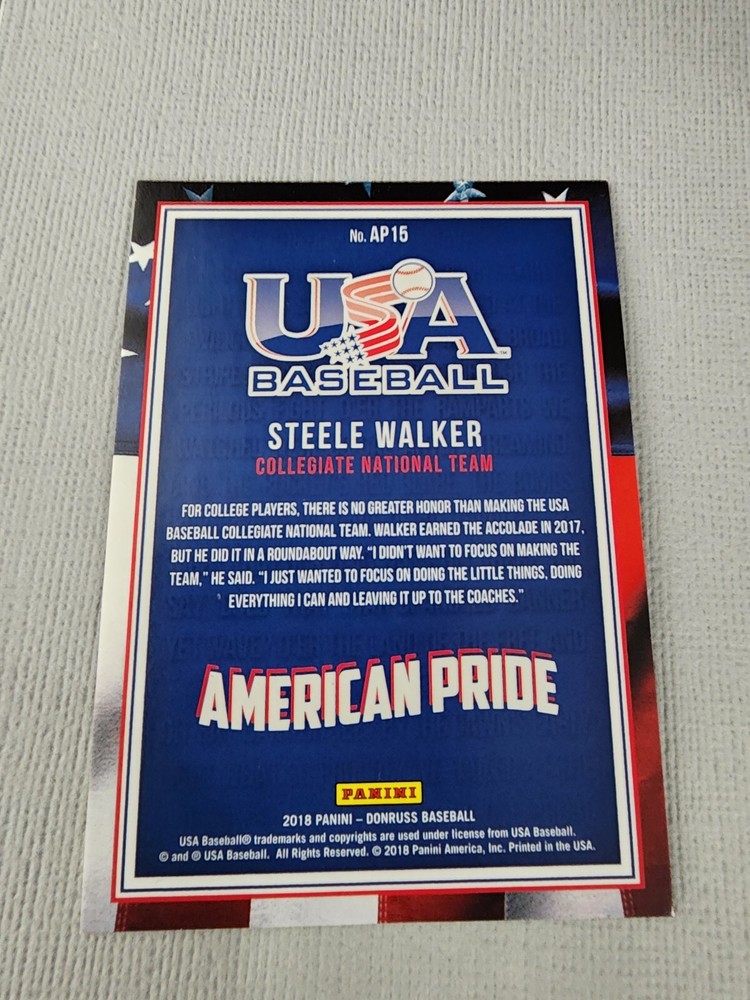 No. AP15
USA
BASEBALL
STEELE WALKER
COLLEGIATE NATIONAL TEAM
FOR COLLEGE PLAYERS, THERE IS NO GREATER HONOR THAN MAKING THE USA
BASEBALL COLLEGIATE NATIONAL TEAM. WALKER EARNED THE ACCOLADE IN 2017,
BUT HE DID IT IN A ROUNDABOUT WAY. “I DIDN'T WANT TO FOCUS ON MAKING THE
TEAM,” HE SAID. “I JUST WANTED TO FOCUS ON DOING THE LITTLE THINGS, DOING
EVERYTHING I CAN AND LEAVING IT UP TO THE COACHES.”
AMERICAN PRIDE
PANINI
2018 PANINI – DONRUSS BASEBALL
USA Baseball® trademarks and copyrights are used under license from USA Baseball.
© and ® USA Baseball. All Rights Reserved. © 2018 Panini America, Inc. Printed in the USA.